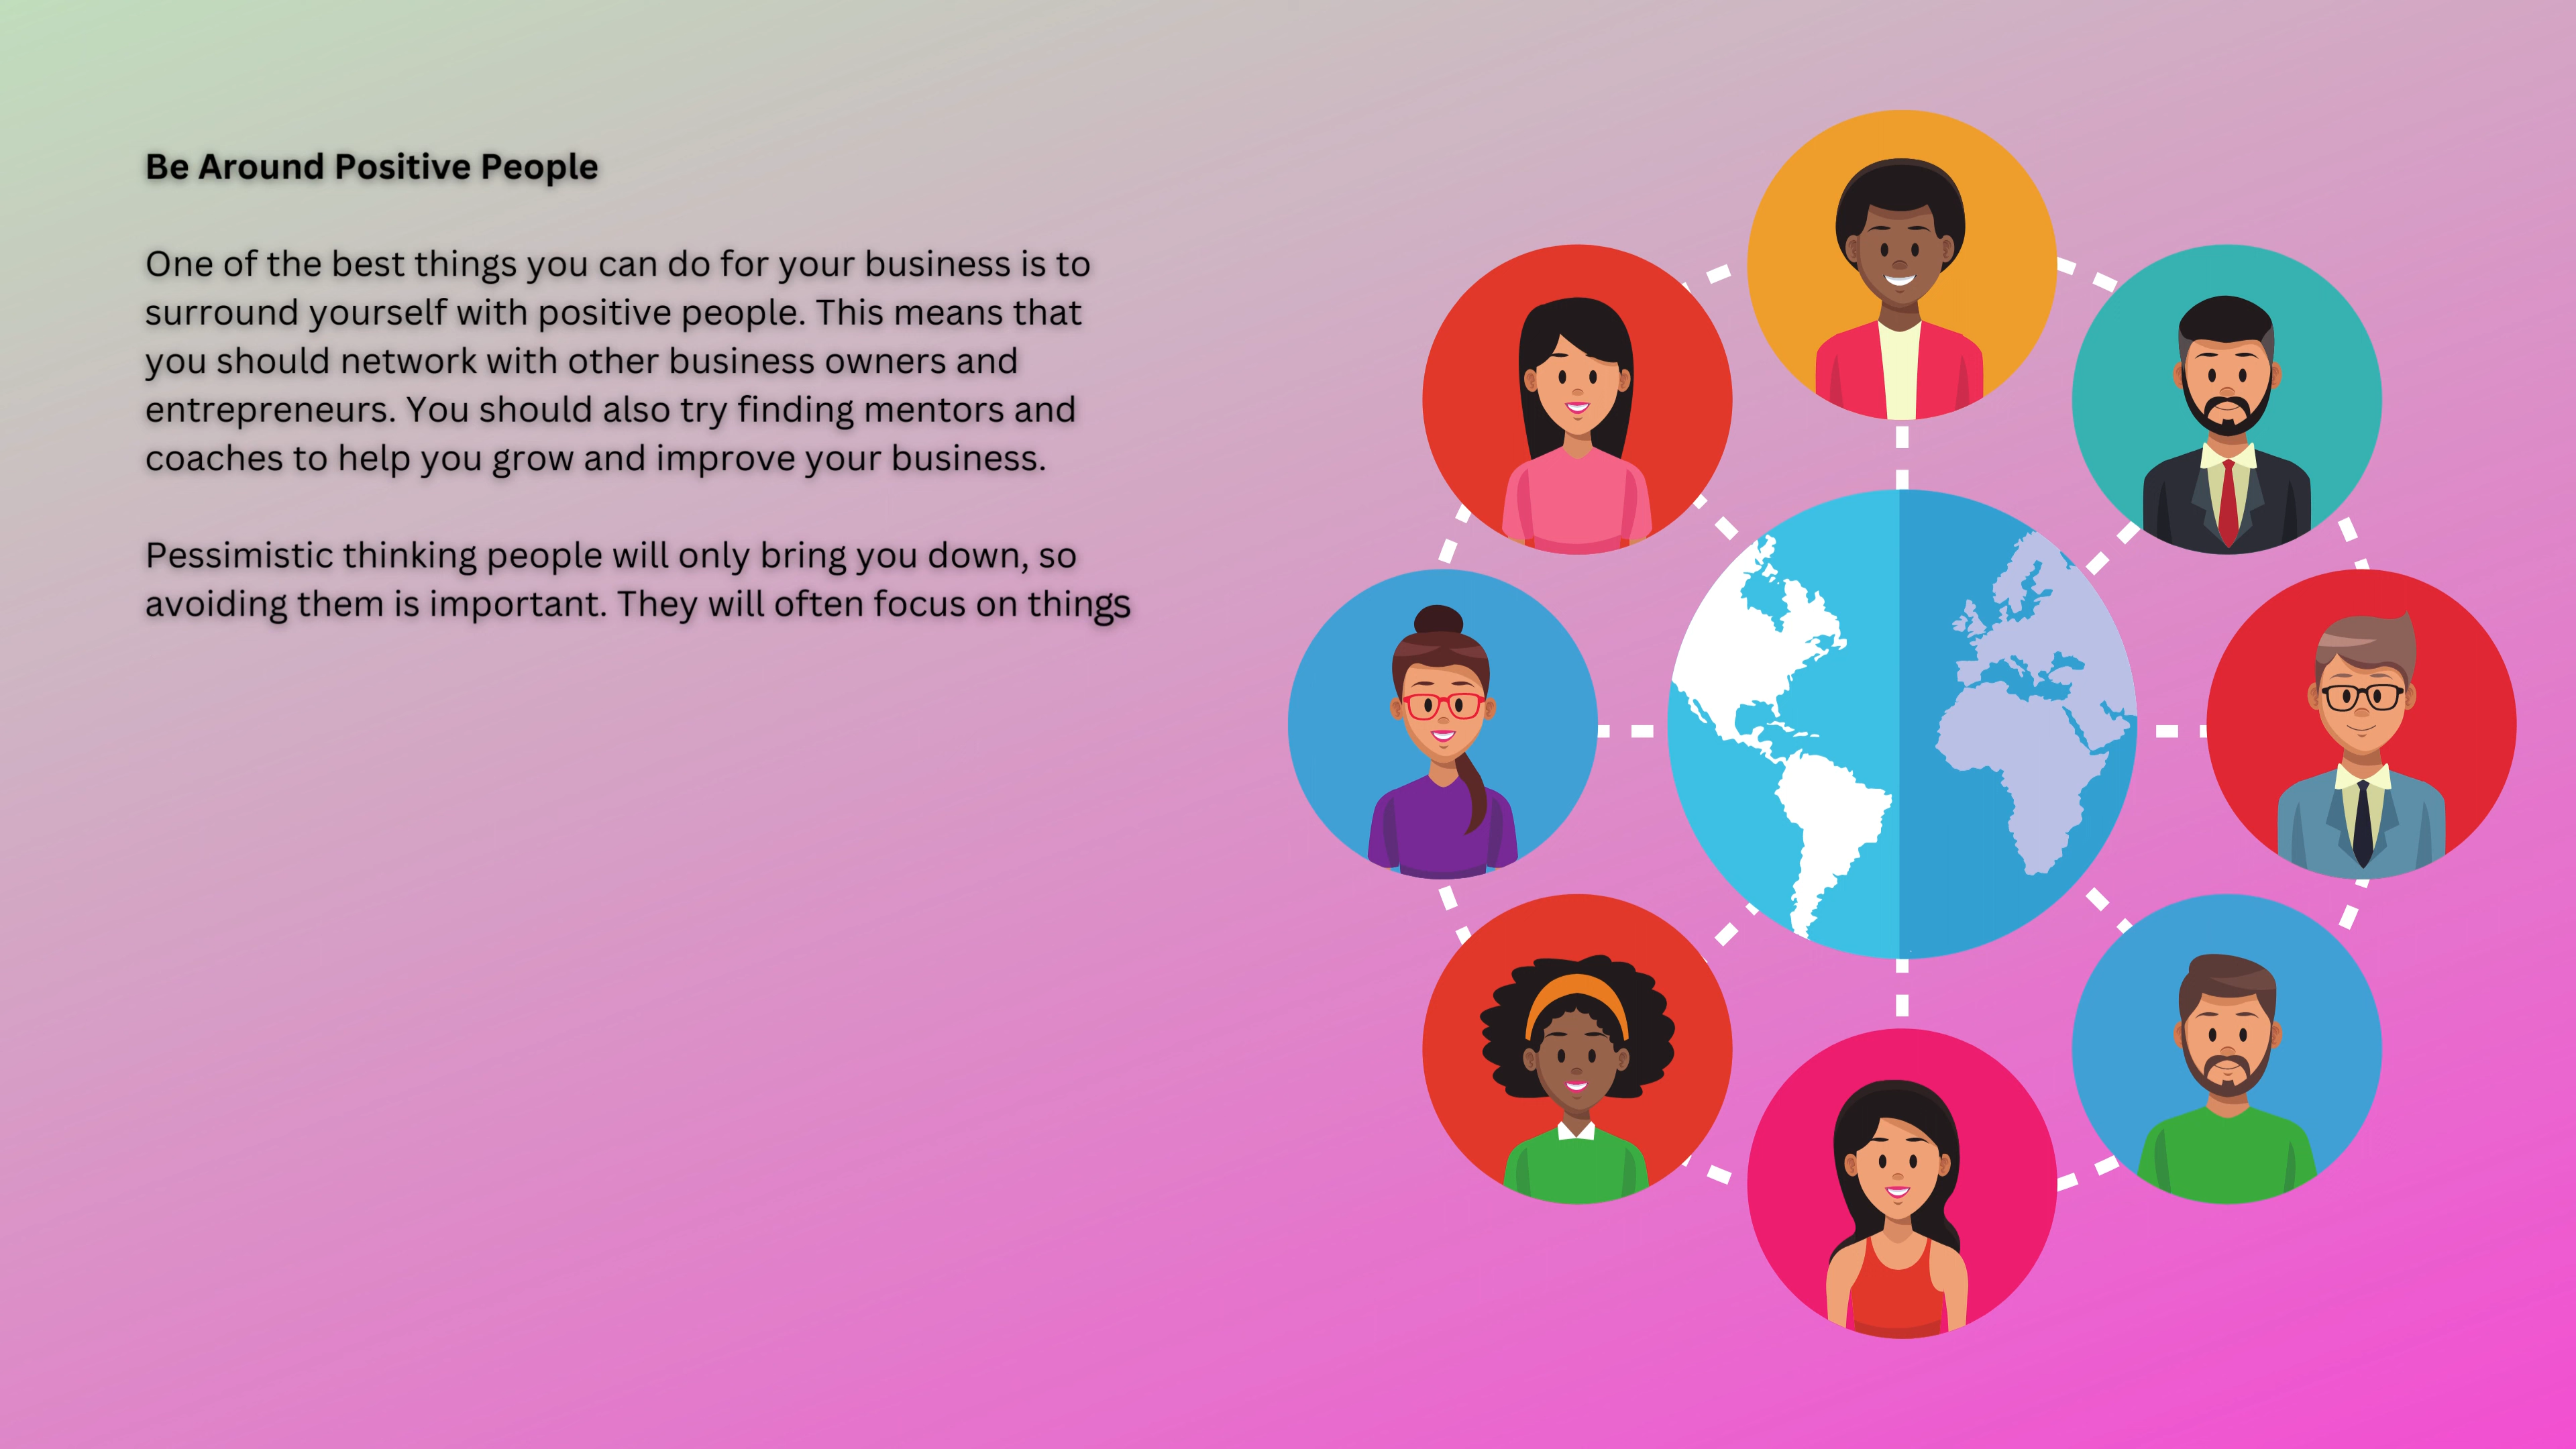 Be Around Positive People
One of the best things you can do for your business is to
surround yourself with positive people. This means that
you should network with other business owners and
entrepreneurs. You should also try finding mentors and
coaches to help you grow and improve your business.
Pessimistic thinking people will only bring you down, so
avoiding them is important. They will often focus on things